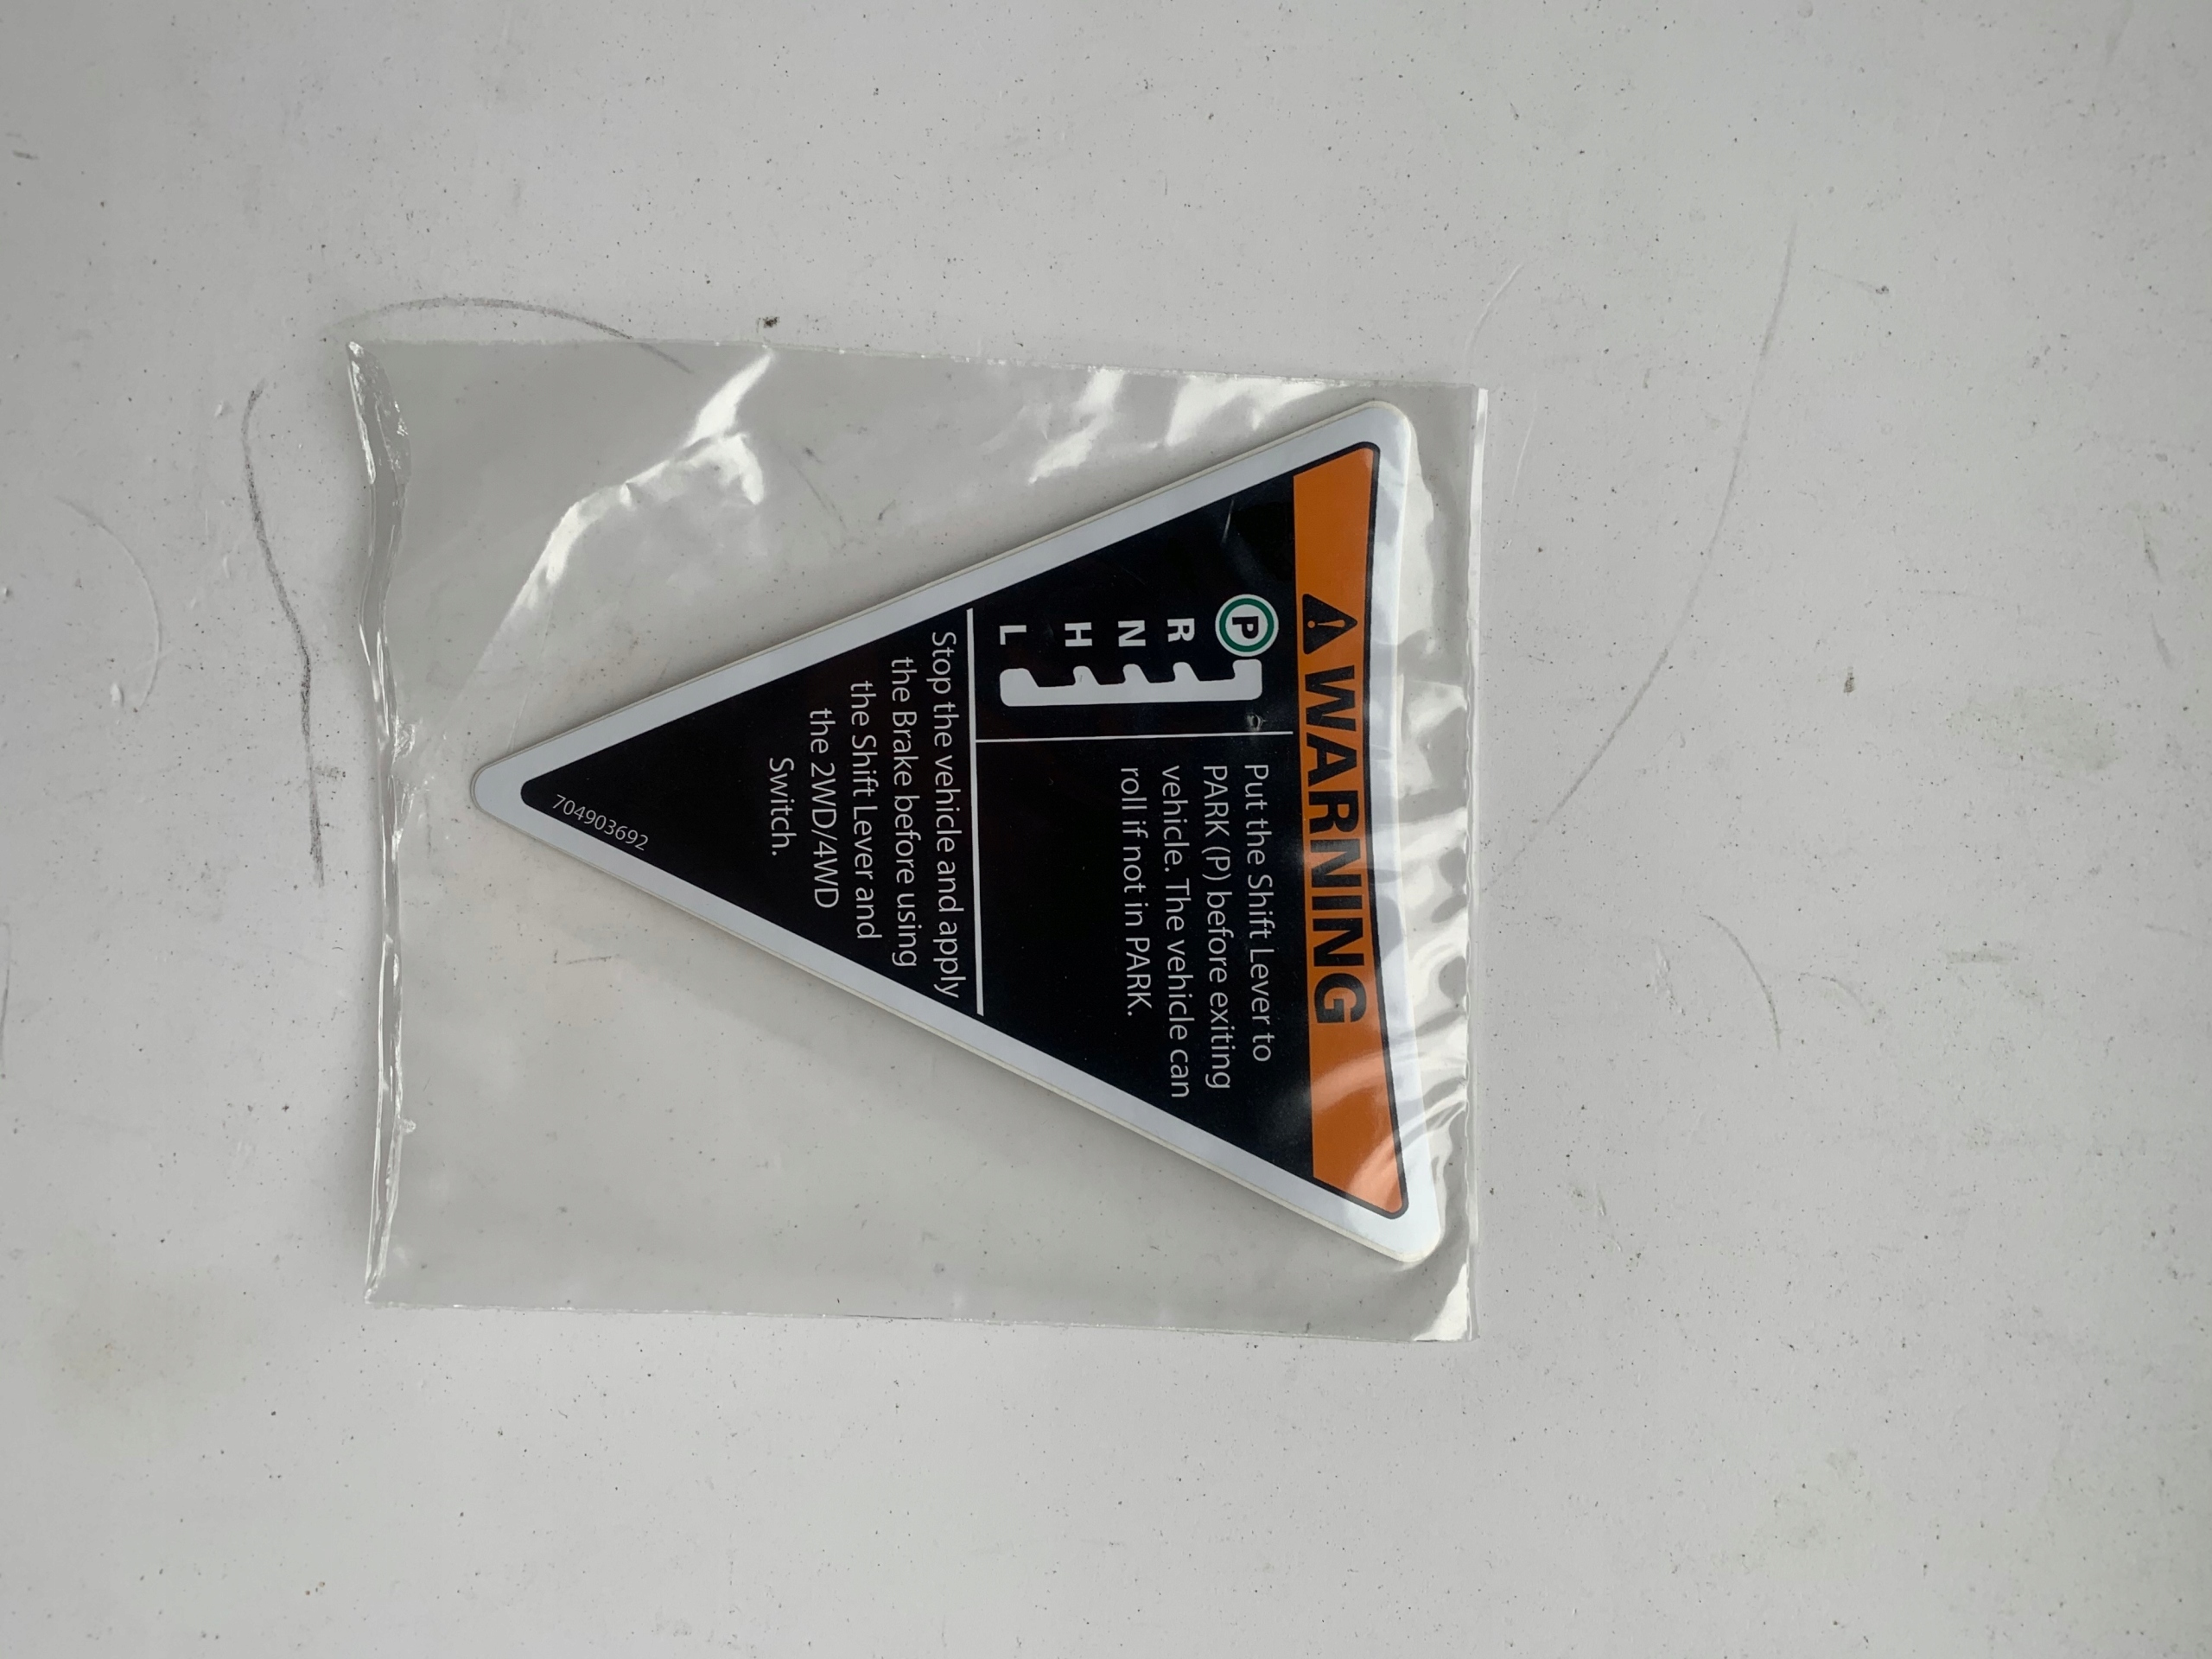 WARNING
P
R
N
H
L
Put the Shift Lever to
PARK (P) before exiting
vehicle. The vehicle can
roll if not in PARK.
Stop the vehicle and apply
the Brake before using
the Shift Lever and
the 2WD/4WD
Switch.
704903692